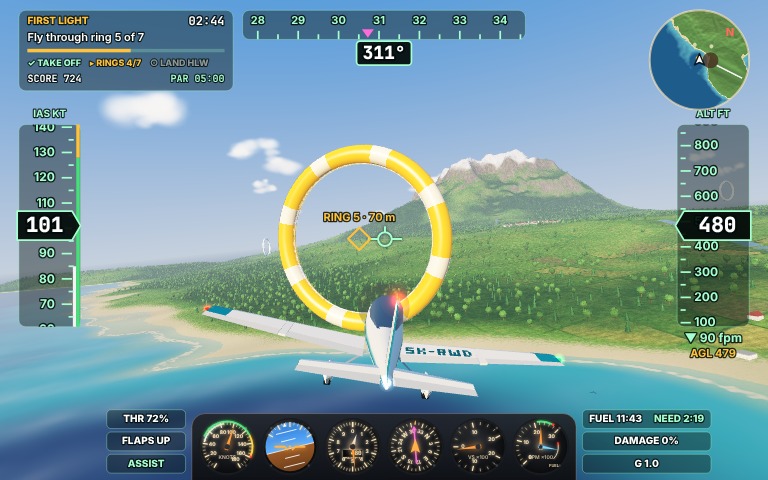 FIRST LIGHT 02:44
Fly through ring 5 of 7
✓ TAKE OFF ▸ RINGS 4/7 ○ LAND HLW
SCORE 724 PAR 05:00
28 29 30 31 32 33 34
311°
N
IAS KT
140
130
120
110
101
90
80
70
ALT FT
800
700
600
480
400
300
200
100
▼90 fpm
AGL 479
RING 5 · 70 m
5H-RWD
THR 72%
FLAPS UP
ASSIST
FUEL 11:43 NEED 2:19
DAMAGE 0%
G 1.0